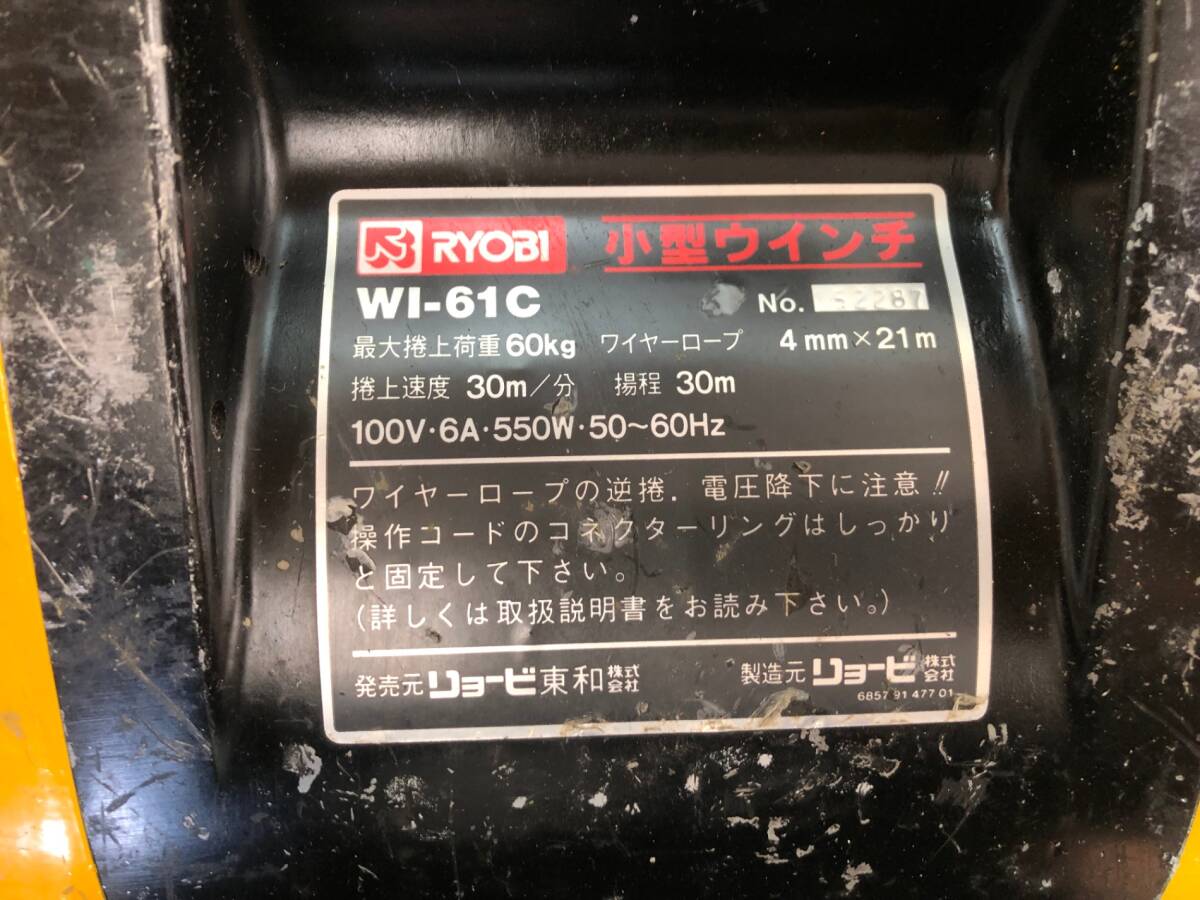 RYOBI 小型ウインチ
WI-61C No.
最大捲上荷重 60kg ワイヤーロープ 4mm×21m
捲上速度 30m/分 揚程 30m
100V·6A·550W·50~60Hz
ワイヤーロープの逆捲．電圧降下に注意!!
操作コードのコネクターリングはしっかり
と固定して下さい。
(詳しくは取扱説明書をお読み下さい。)
発売元 リョービ東和株式会社 製造元 リョービ株式会社
6857 91 477 01